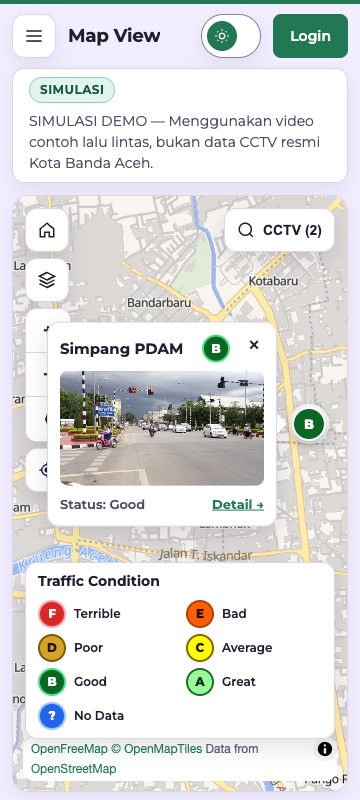 Map View
Login
SIMULASI
SIMULASI DEMO — Menggunakan video
contoh lalu lintas, bukan data CCTV resmi
Kota Banda Aceh.
CCTV (2)
Kotabaru
Bandarbaru
Simpang PDAM
B
×
B
Status: Good
Detail →
Krueng Aceh
Jalan T. Iskandar
Traffic Condition
F Terrible
E Bad
D Poor
C Average
B Good
A Great
? No Data
OpenFreeMap © OpenMapTiles Data from
OpenStreetMap